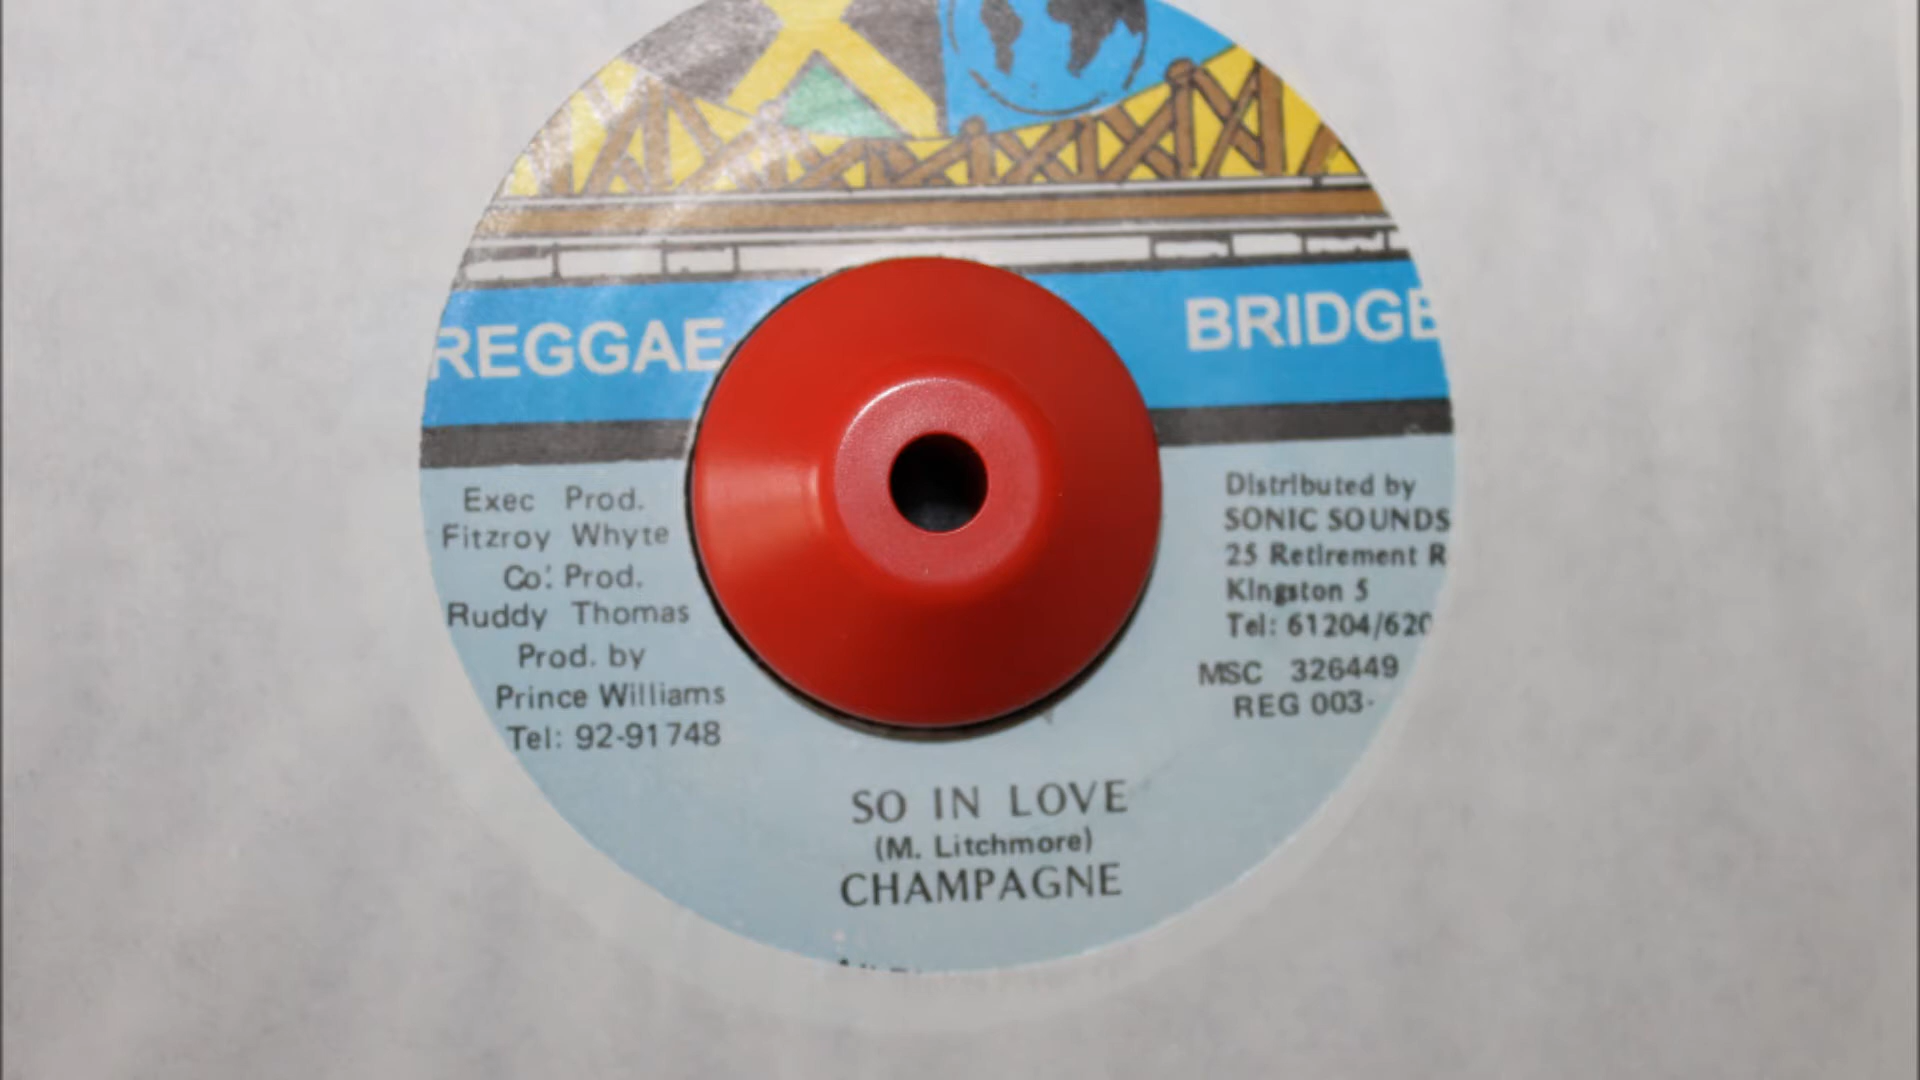 REGGAE BRIDGE
Exec Prod.
Fitzroy Whyte
Co'. Prod.
Ruddy Thomas
Prod. by
Prince Williams
Tel: 92-91748
Distributed by
SONIC SOUNDS
25 Retirement R
Kingston 5
Tel: 61204/620
MSC 326449
REG 003-
SO IN LOVE
(M. Litchmore)
CHAMPAGNE